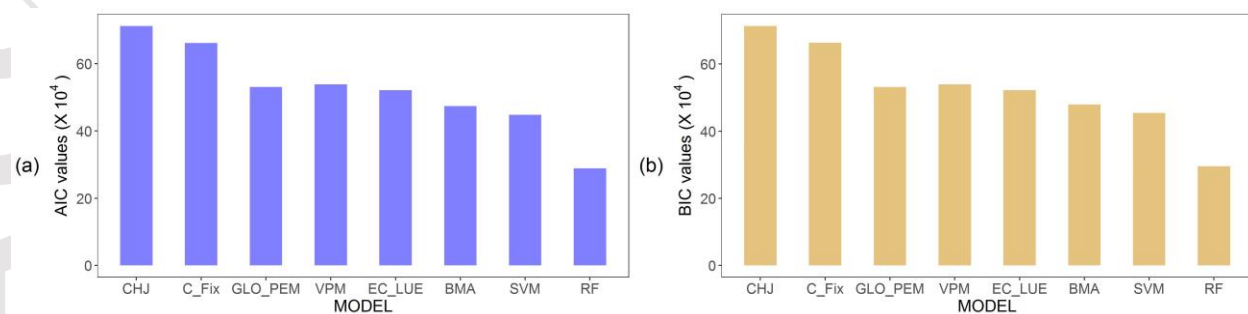 (a)
AIC values (X 10⁴ )
60
40
20
0
CHJ C_Fix GLO_PEM VPM EC_LUE BMA SVM RF
MODEL
(b)
BIC values (X 10⁴ )
60
40
20
0
CHJ C_Fix GLO_PEM VPM EC_LUE BMA SVM RF
MODEL